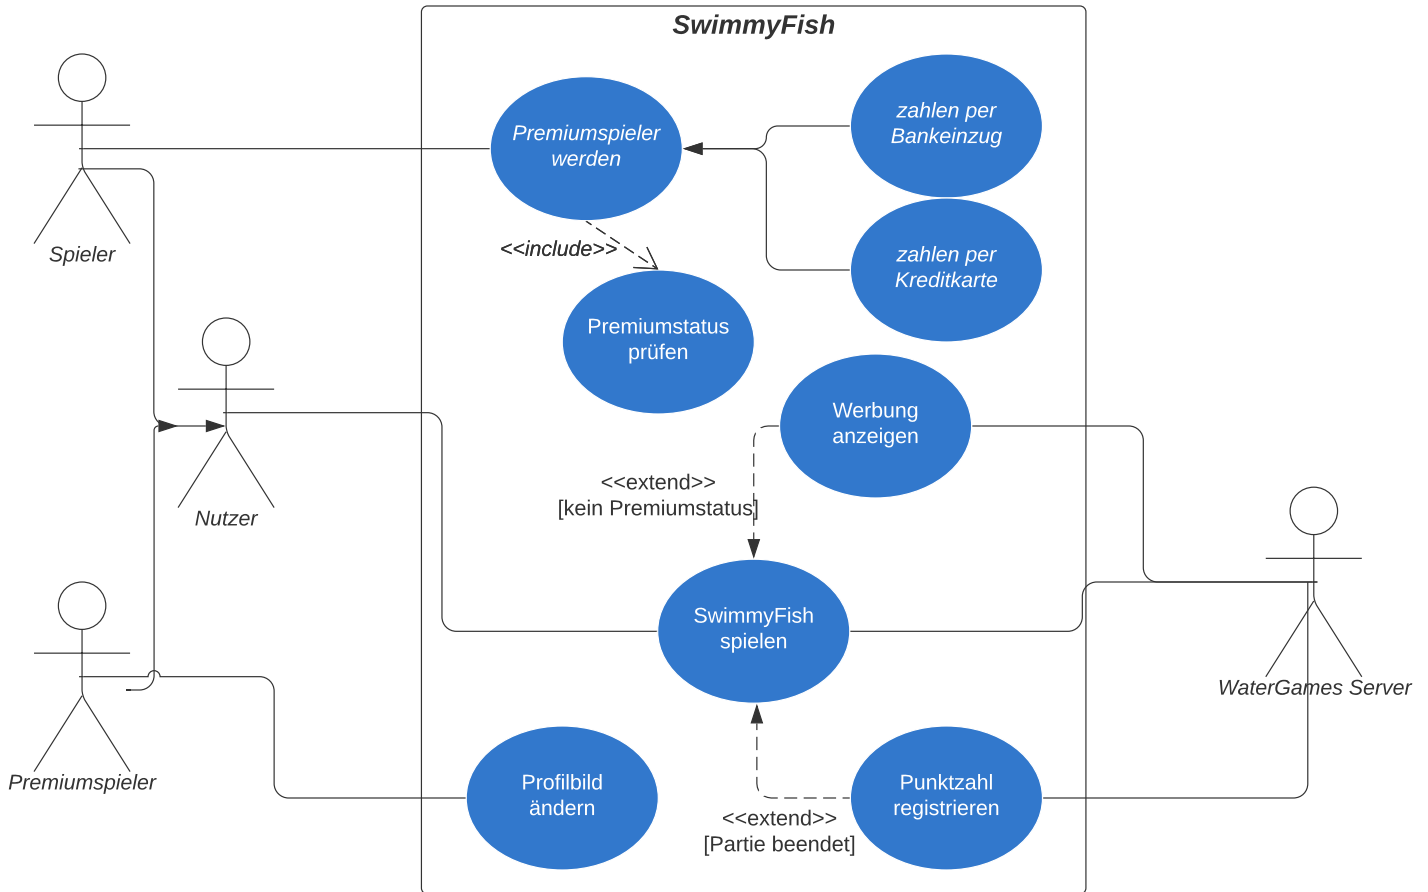 SwimmyFish
Premiumspieler
werden
zahlen per
Bankeinzug
<<include>>
zahlen per
Kreditkarte
Spieler
Premiumstatus
prüfen
Werbung
anzeigen
<<extend>>
[kein Premiumstatus]
Nutzer
SwimmyFish
spielen
WaterGames Server
Premiumspieler
Profilbild
ändern
Punktzahl
registrieren
<<extend>>
[Partie beendet]